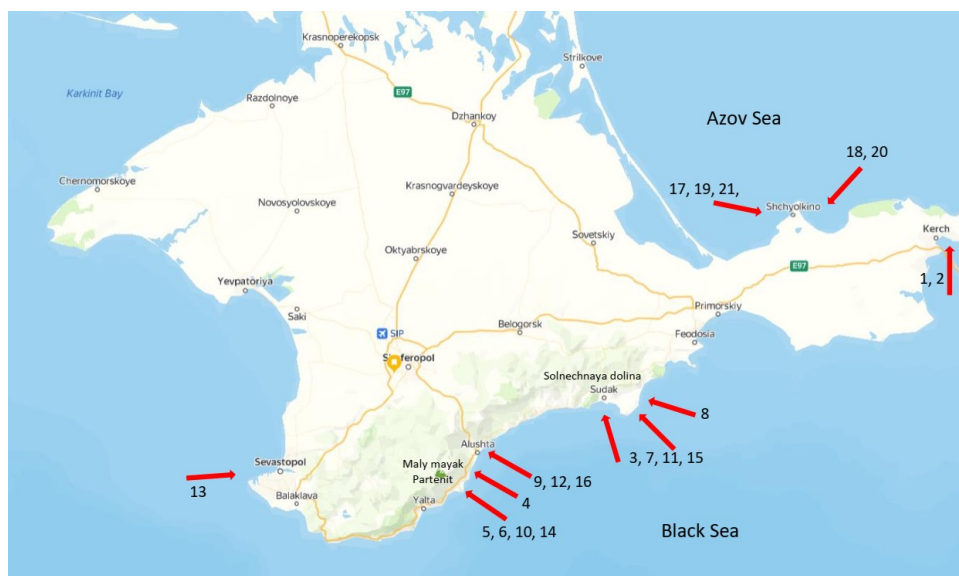 Krasnoperekopsk
Strilkove
Karkinit Bay
Razdolnoye
E97
Dzhankoy
Azov Sea
18, 20
Chernomorskoye
Krasnogvardeyskoye
17, 19, 21,
Shchyolkino
Novosyolovskoye
Kerch
Sovetskiy
Oktyabrskoye
E97
Yevpatoriya
1, 2
Saki
Primorskiy
SIP
Belogorsk
Feodosia
Solnechnaya dolina
Sudak
8
Alushta
3, 7, 11, 15
Sevastopol
Maly mayak
Partenit
9, 12, 16
13
Balaklava
Yalta
4
5, 6, 10, 14
Black Sea